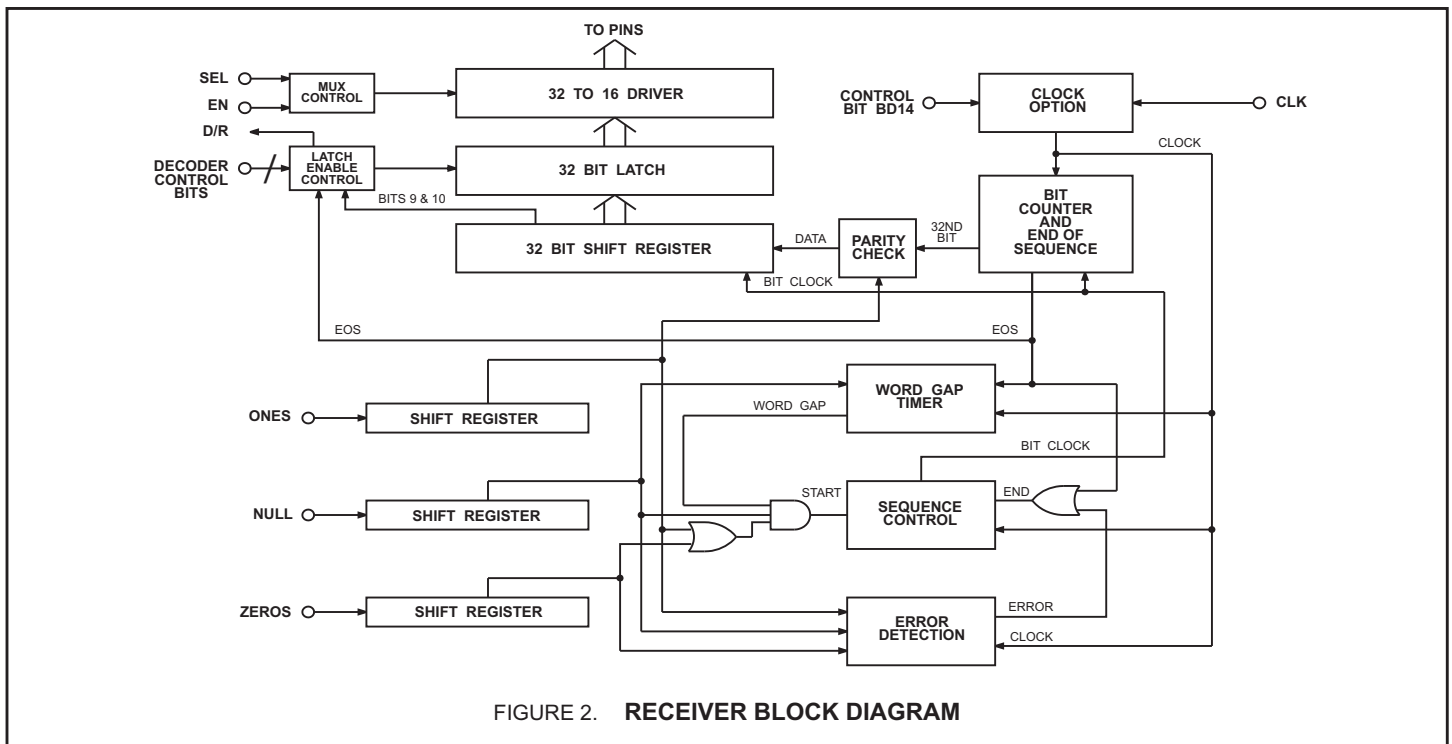 TO PINS
SEL
EN
D/R
DECODER
CONTROL
BITS
MUX
CONTROL
LATCH
ENABLE
CONTROL
32 TO 16 DRIVER
32 BIT LATCH
BITS 9 & 10
32 BIT SHIFT REGISTER
CONTROL
BIT BD14
CLOCK
OPTION
CLK
CLOCK
BIT
COUNTER
AND
END OF
SEQUENCE
32ND
BIT
PARITY
CHECK
DATA
BIT CLOCK
EOS
EOS
ONES
SHIFT REGISTER
WORD GAP
WORD GAP
TIMER
BIT CLOCK
NULL
SHIFT REGISTER
START
SEQUENCE
CONTROL
END
ZEROS
SHIFT REGISTER
ERROR
DETECTION
ERROR
CLOCK
FIGURE 2. RECEIVER BLOCK DIAGRAM